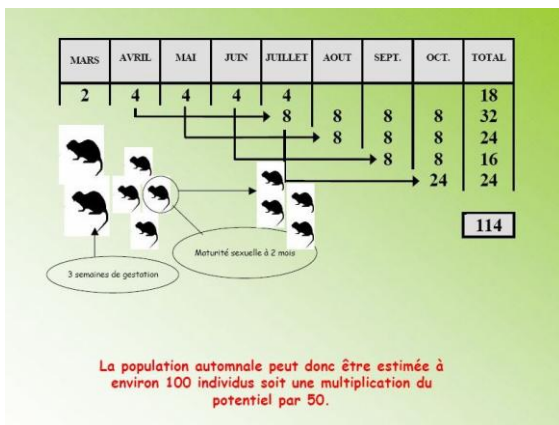 MARS AVRIL MAI JUIN JUILLET AOUT SEPT. OCT. TOTAL
2 4 4 4 4 18
8 8 8 8 32
8 8 8 24
8 8 16
24 24
114
Maturité sexuelle à 2 mois
3 semaines de gestation
La population automnale peut donc être estimée à
environ 100 individus soit une multiplication du
potentiel par 50.